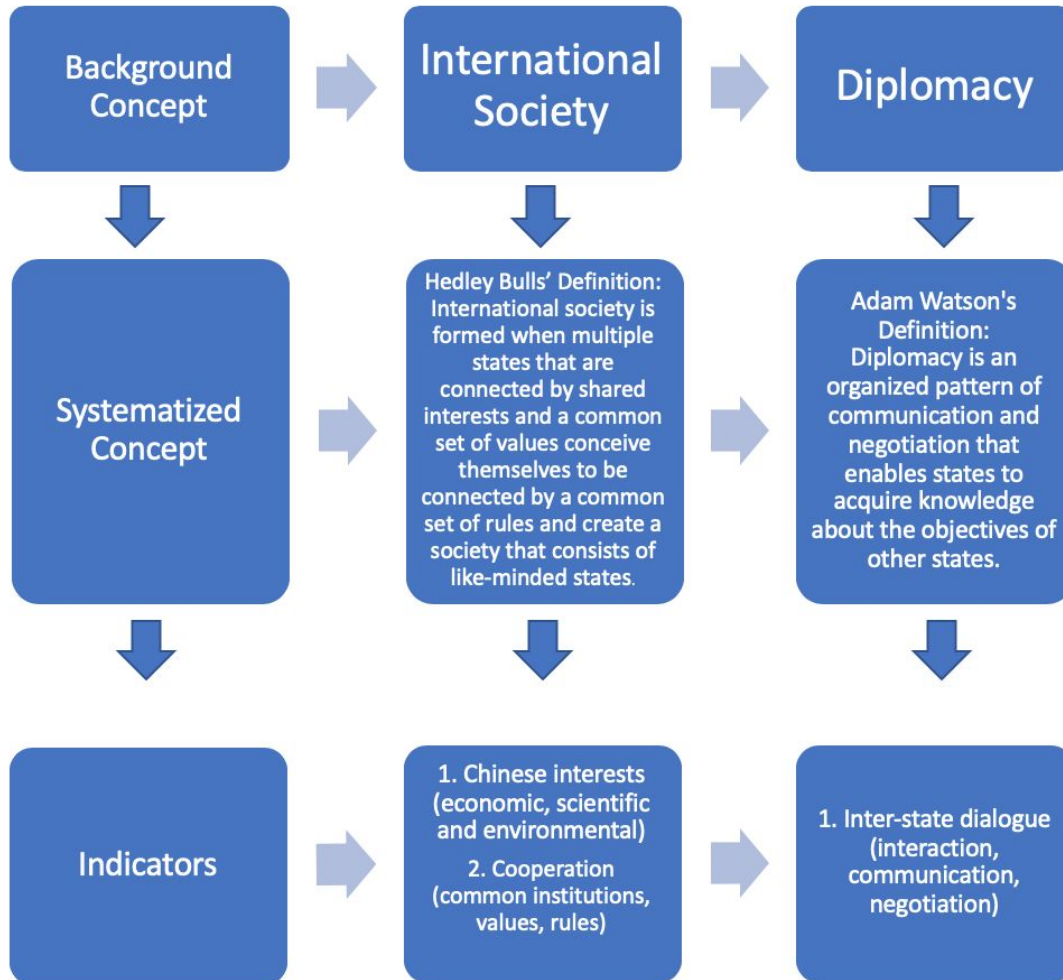 Background
Concept
International
Society
Diplomacy
Systematized
Concept
Hedley Bulls’ Definition:
International society is
formed when multiple
states that are
connected by shared
interests and a common
set of values conceive
themselves to be
connected by a common
set of rules and create a
society that consists of
like-minded states.
Adam Watson's
Definition:
Diplomacy is an
organized pattern of
communication and
negotiation that
enables states to
acquire knowledge
about the objectives of
other states.
Indicators
1. Chinese interests
(economic, scientific
and environmental)
2. Cooperation
(common institutions,
values, rules)
1. Inter-state dialogue
(interaction,
communication,
negotiation)